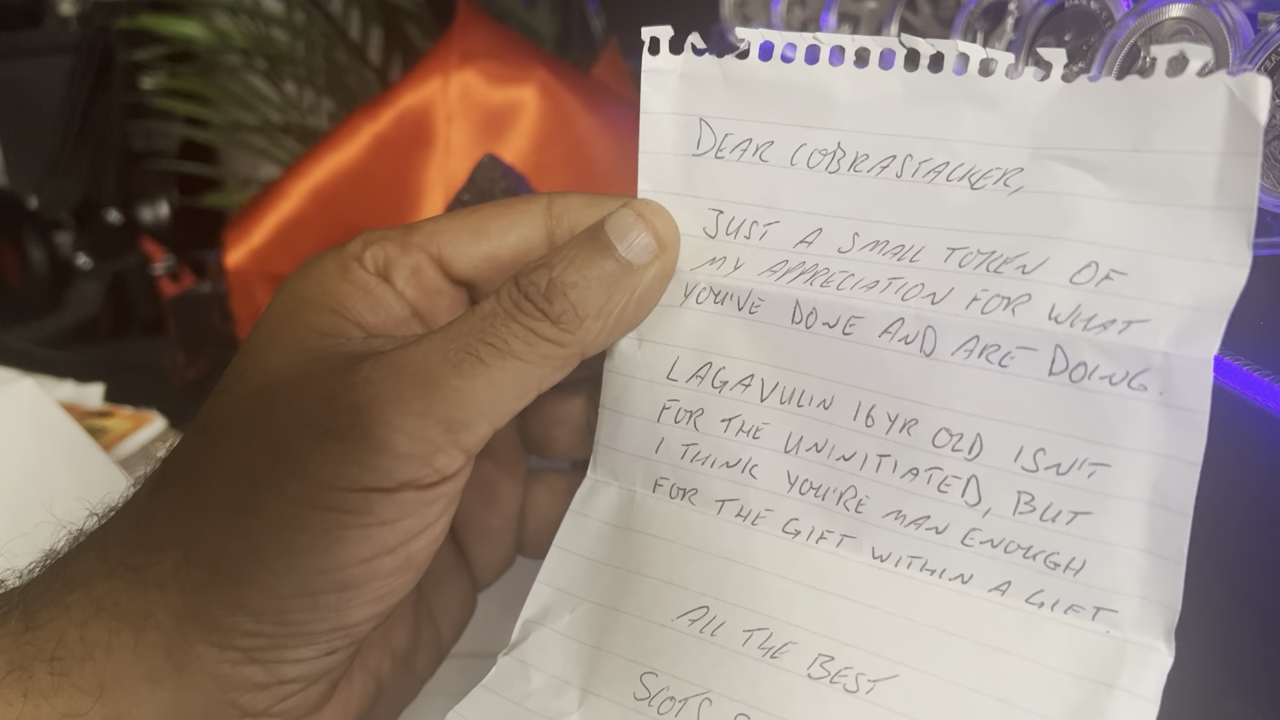 DEAR COBRASTACKER,
JUST A SMALL TOKEN OF
MY APPRECIATION FOR WHAT
YOU'VE DONE AND ARE DOING.
LAGAVULIN 16YR OLD ISN'T
FOR THE UNINITIATED, BUT
I THINK YOU'RE MAN ENOUGH
FOR THE GIFT WITHIN A GIFT.
ALL THE BEST
SCOTS